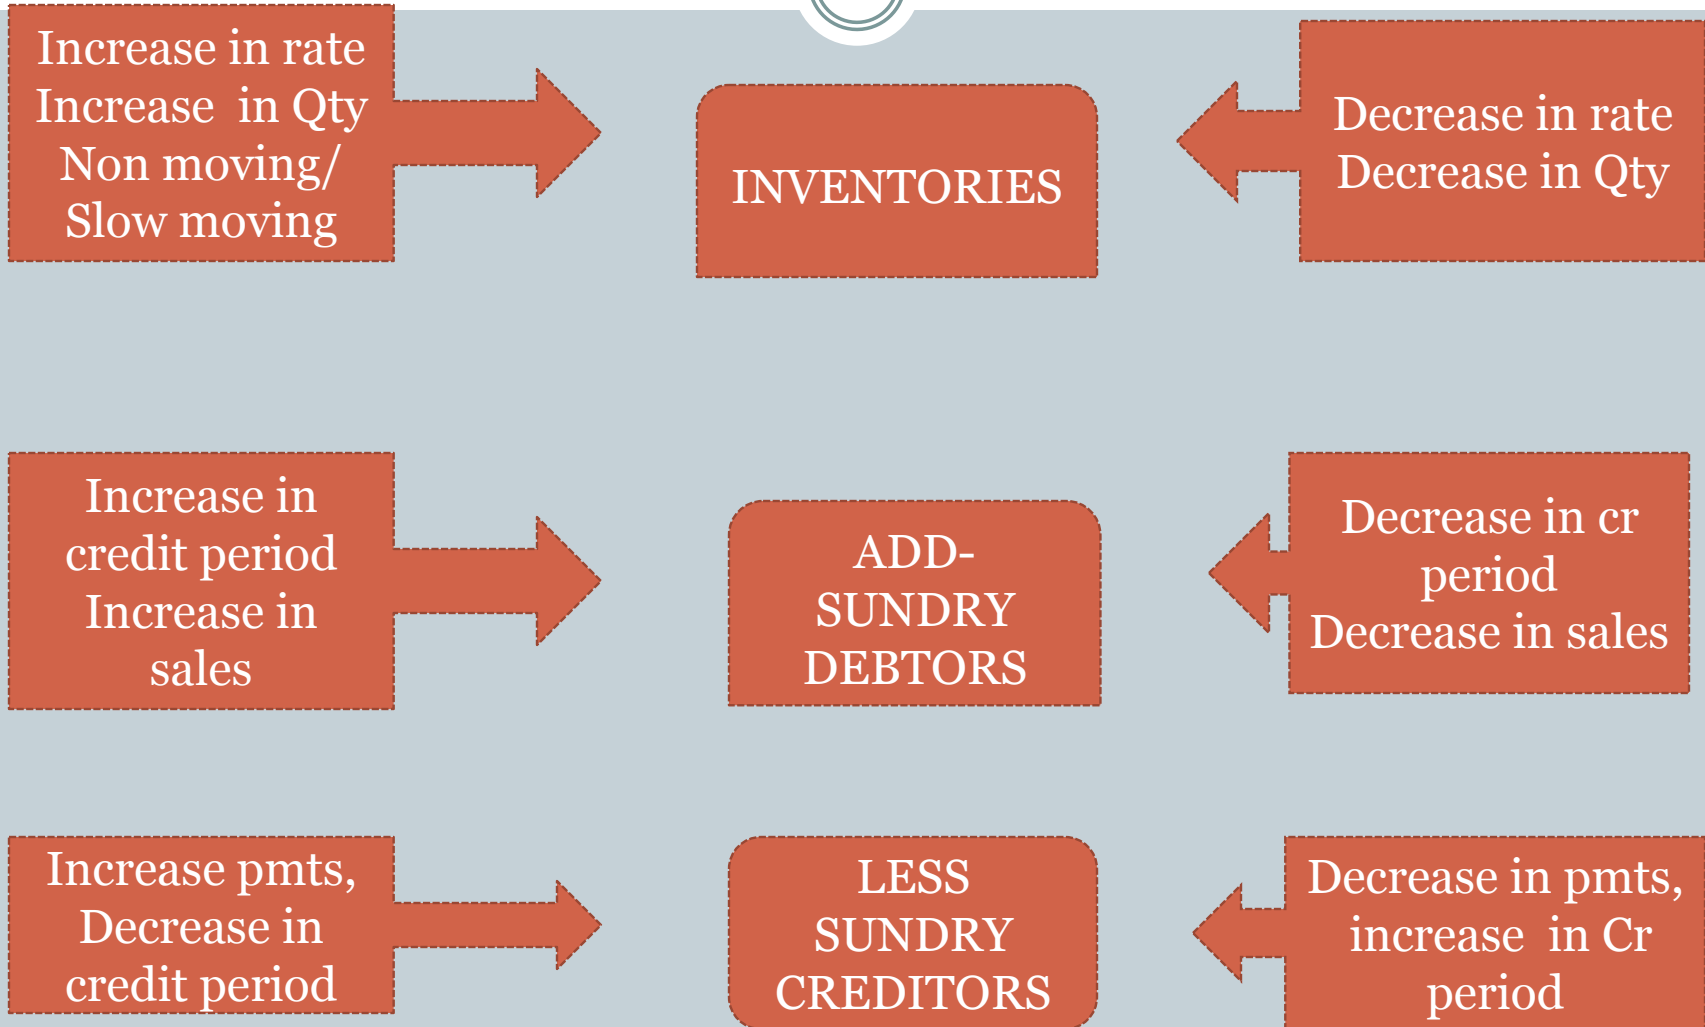 Increase in rate
Increase in Qty
Non moving/
Slow moving
INVENTORIES
Decrease in rate
Decrease in Qty
Increase in
credit period
Increase in
sales
ADD-
SUNDRY
DEBTORS
Decrease in cr
period
Decrease in sales
Increase pmts,
Decrease in
credit period
LESS
SUNDRY
CREDITORS
Decrease in pmts,
increase in Cr
period